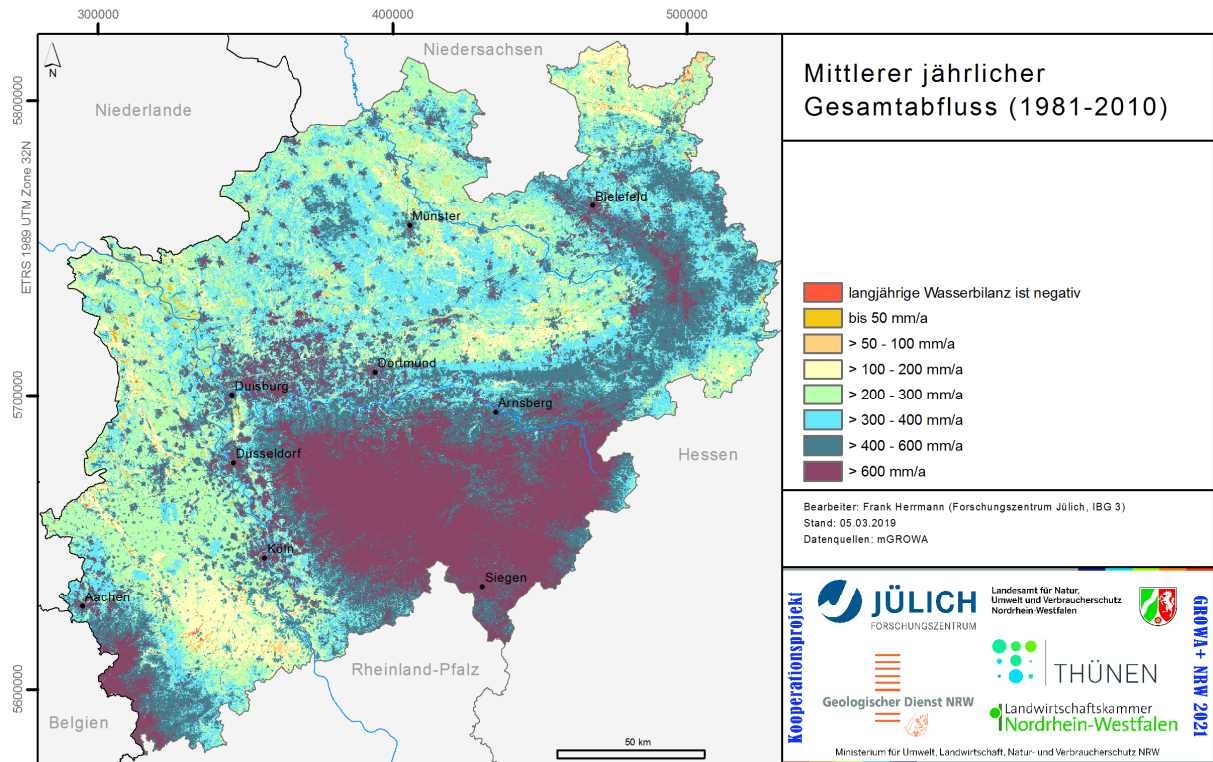 300000
400000
500000
5800000
5700000
5600000
ETRS 1989 UTM Zone 32N
N
Niedersachsen
Niederlande
Bielefeld
Münster
Dortmund
Duisburg
Arnsberg
Düsseldorf
Hessen
Köln
Siegen
Aachen
Rheinland-Pfalz
Belgien
50 km
Mittlerer jährlicher
Gesamtabfluss (1981-2010)
langjährige Wasserbilanz ist negativ
bis 50 mm/a
> 50 - 100 mm/a
> 100 - 200 mm/a
> 200 - 300 mm/a
> 300 - 400 mm/a
> 400 - 600 mm/a
> 600 mm/a
Bearbeiter: Frank Herrmann (Forschungszentrum Jülich, IBG 3)
Stand: 05.03.2019
Datenquellen: mGROWA
Kooperationsprojekt
JÜLICH
FORSCHUNGSZENTRUM
Landesamt für Natur,
Umwelt und Verbraucherschutz
Nordrhein-Westfalen
THÜNEN
Geologischer Dienst NRW
Landwirtschaftskammer
Nordrhein-Westfalen
GROWA+ NRW 2021
Ministerium für Umwelt, Landwirtschaft, Natur- und Verbraucherschutz NRW